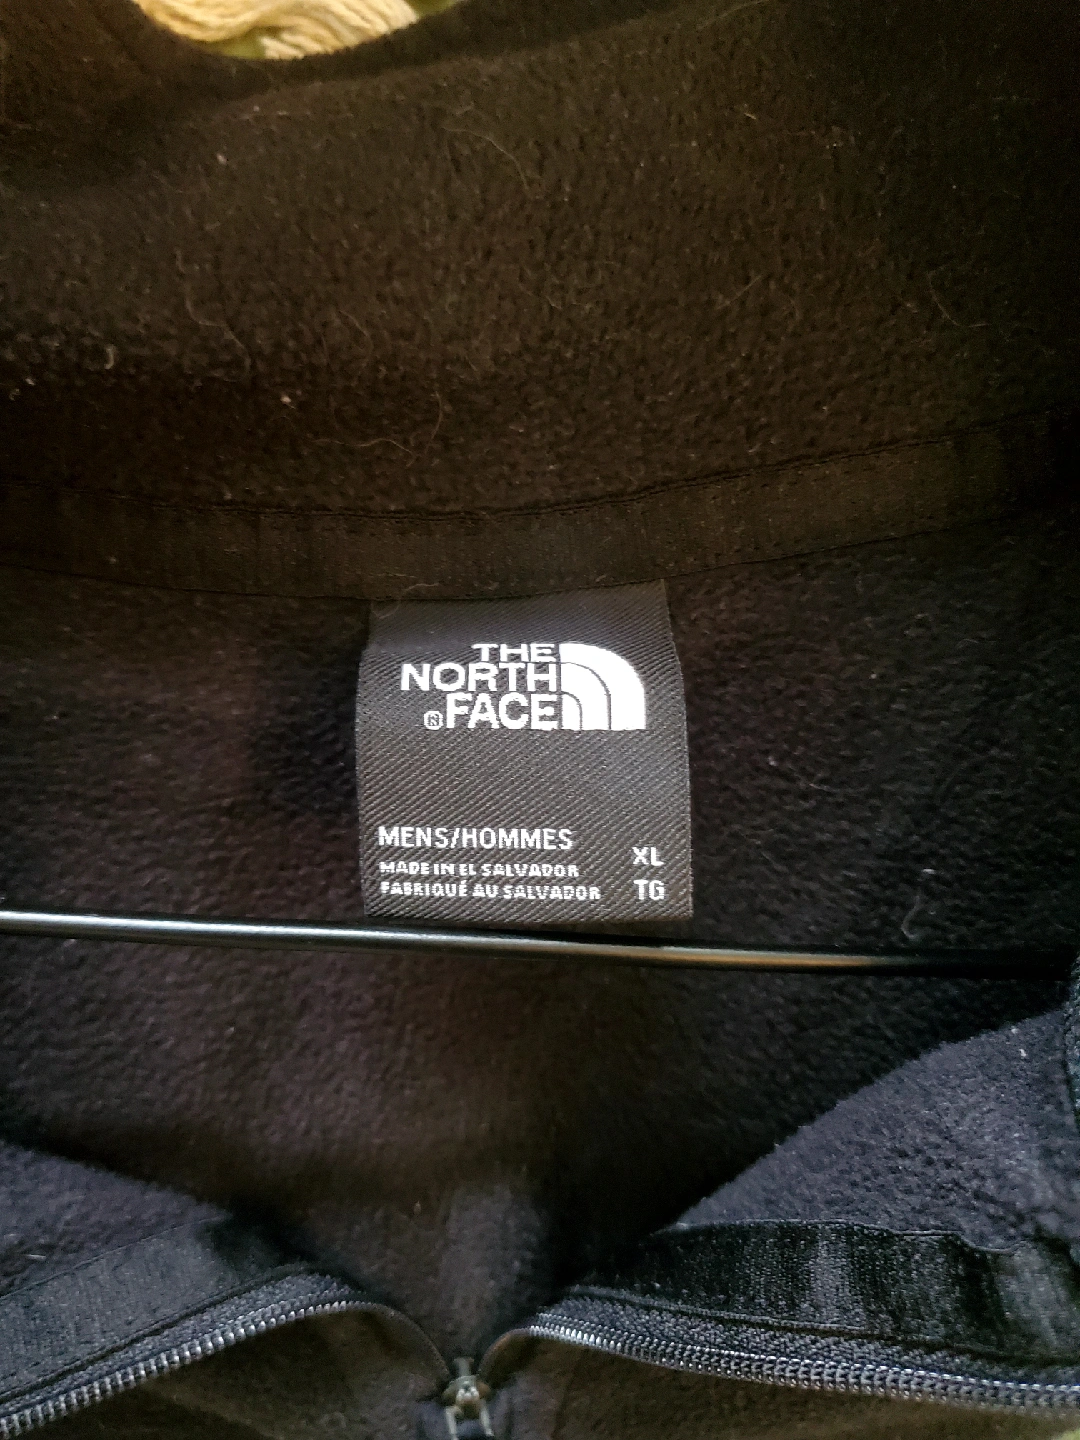 THE
NORTH
®FACE
MENS/HOMMES
MADE IN EL SALVADOR
FABRIQUÉ AU SALVADOR
XL
TG